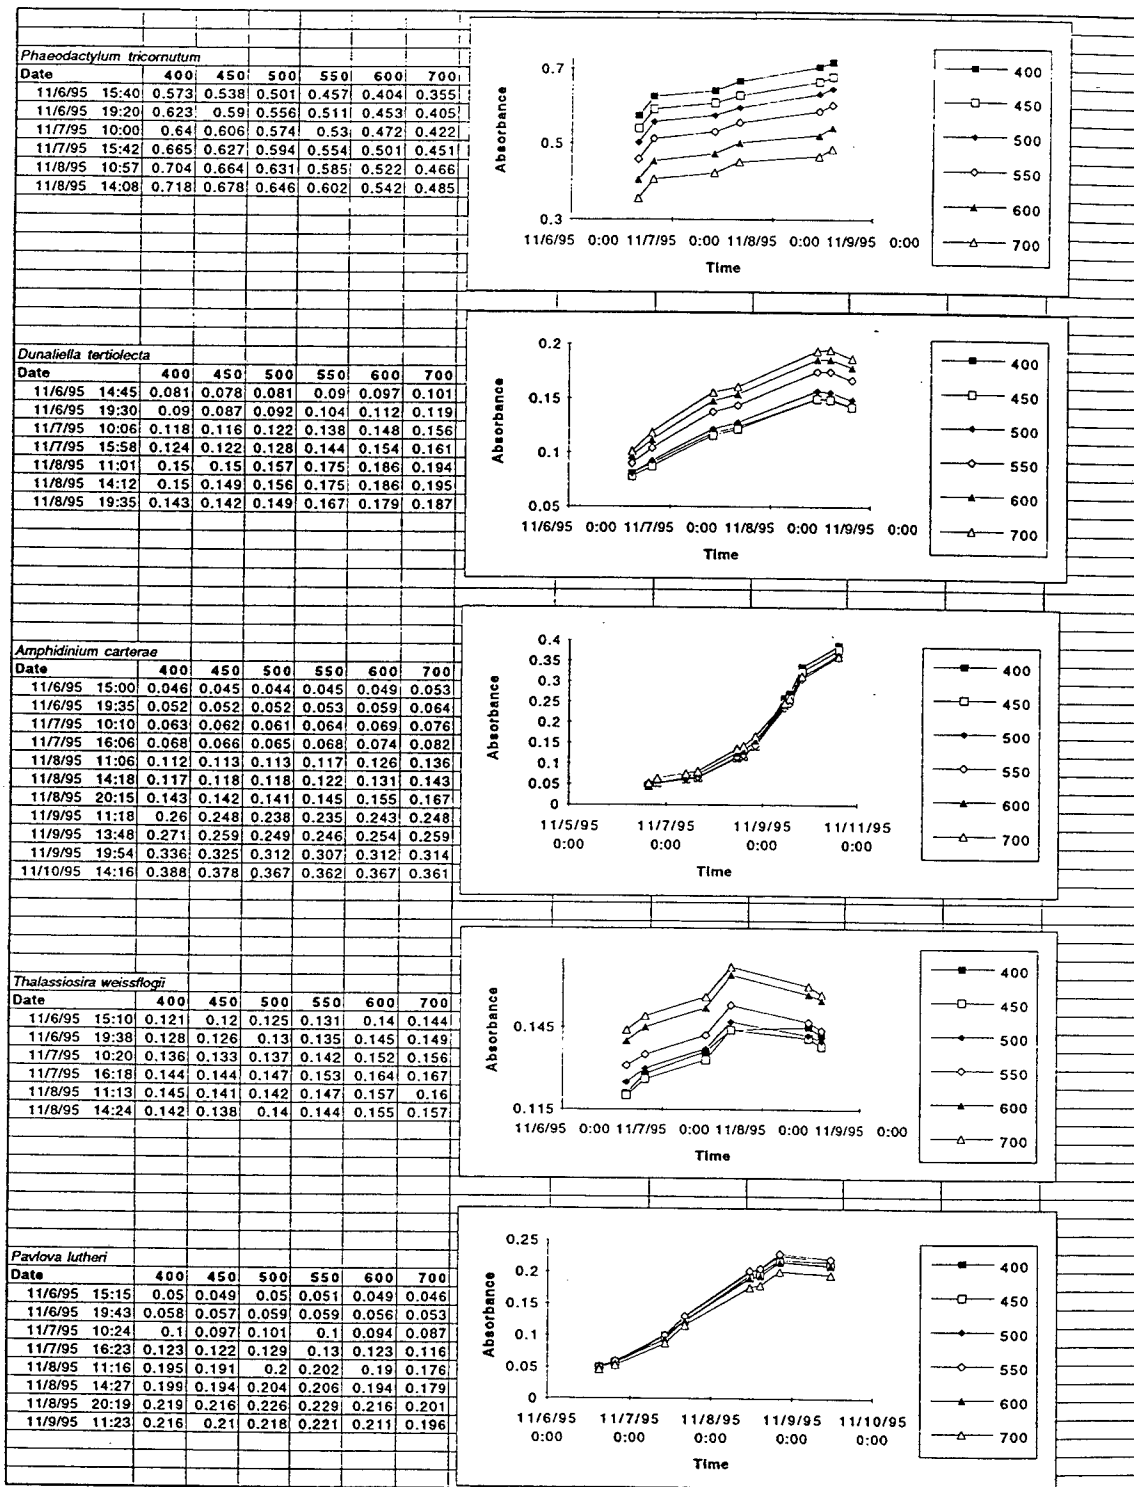 Phaeodactylum tricornutum
Date 400 450 500 550 600 700
11/6/95 15:40 0.573 0.538 0.501 0.457 0.404 0.355
11/6/95 19:20 0.623 0.59 0.556 0.511 0.453 0.405
11/7/95 10:00 0.64 0.606 0.574 0.53 0.472 0.422
11/7/95 15:42 0.665 0.627 0.594 0.554 0.501 0.451
11/8/95 10:57 0.704 0.664 0.631 0.585 0.522 0.466
11/8/95 14:08 0.718 0.678 0.646 0.602 0.542 0.485
Absorbance
0.7
0.5
0.3
11/6/95 0:00 11/7/95 0:00 11/8/95 0:00 11/9/95 0:00
Time
400
450
500
550
600
700
Dunaliella tertiolecta
Date 400 450 500 550 600 700
11/6/95 14:45 0.081 0.078 0.081 0.09 0.097 0.101
11/6/95 19:30 0.09 0.087 0.092 0.104 0.112 0.119
11/7/95 10:06 0.118 0.116 0.122 0.138 0.148 0.156
11/7/95 15:58 0.124 0.122 0.128 0.144 0.154 0.161
11/8/95 11:01 0.15 0.15 0.157 0.175 0.186 0.194
11/8/95 14:12 0.15 0.149 0.156 0.175 0.186 0.195
11/8/95 19:35 0.143 0.142 0.149 0.167 0.179 0.187
Absorbance
0.2
0.15
0.1
0.05
11/6/95 0:00 11/7/95 0:00 11/8/95 0:00 11/9/95 0:00
Time
400
450
500
550
600
700
Amphidinium carterae
Date 400 450 500 550 600 700
11/6/95 15:00 0.046 0.045 0.044 0.045 0.049 0.053
11/6/95 19:35 0.052 0.052 0.052 0.053 0.059 0.064
11/7/95 10:10 0.063 0.062 0.061 0.064 0.069 0.076
11/7/95 16:06 0.068 0.066 0.065 0.068 0.074 0.082
11/8/95 11:06 0.112 0.113 0.113 0.117 0.126 0.136
11/8/95 14:18 0.117 0.118 0.118 0.122 0.131 0.143
11/8/95 20:15 0.143 0.142 0.141 0.145 0.155 0.167
11/9/95 11:18 0.26 0.248 0.238 0.235 0.243 0.248
11/9/95 13:48 0.271 0.259 0.249 0.246 0.254 0.259
11/9/95 19:54 0.336 0.325 0.312 0.307 0.312 0.314
11/10/95 14:16 0.388 0.378 0.367 0.362 0.367 0.361
Absorbance
0.4
0.35
0.3
0.25
0.2
0.15
0.1
0.05
0
11/5/95 11/7/95 11/9/95 11/11/95
0:00 0:00 0:00 0:00
Time
400
450
500
550
600
700
Thalassiosira weissflogii
Date 400 450 500 550 600 700
11/6/95 15:10 0.121 0.12 0.125 0.131 0.14 0.144
11/6/95 19:38 0.128 0.126 0.13 0.135 0.145 0.149
11/7/95 10:20 0.136 0.133 0.137 0.142 0.152 0.156
11/7/95 16:18 0.144 0.144 0.147 0.153 0.164 0.167
11/8/95 11:13 0.145 0.141 0.142 0.147 0.157 0.16
11/8/95 14:24 0.142 0.138 0.14 0.144 0.155 0.157
Absorbance
0.145
0.115
11/6/95 0:00 11/7/95 0:00 11/8/95 0:00 11/9/95 0:00
Time
400
450
500
550
600
700
Pavlova lutheri
Date 400 450 500 550 600 700
11/6/95 15:15 0.05 0.049 0.05 0.051 0.049 0.046
11/6/95 19:43 0.058 0.057 0.059 0.059 0.056 0.053
11/7/95 10:24 0.1 0.097 0.101 0.1 0.094 0.087
11/7/95 16:23 0.123 0.122 0.129 0.13 0.123 0.116
11/8/95 11:16 0.195 0.191 0.2 0.202 0.19 0.176
11/8/95 14:27 0.199 0.194 0.204 0.206 0.194 0.179
11/8/95 20:19 0.219 0.216 0.226 0.229 0.216 0.201
11/9/95 11:23 0.216 0.21 0.218 0.221 0.211 0.196
Absorbance
0.25
0.2
0.15
0.1
0.05
0
11/6/95 11/7/95 11/8/95 11/9/95 11/10/95
0:00 0:00 0:00 0:00 0:00
Time
400
450
500
550
600
700